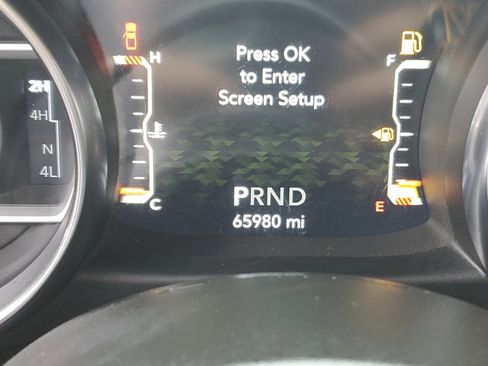 H
Press OK
to Enter
Screen Setup
F
2H
4H
N
4L
C
PRND
E
65980 mi